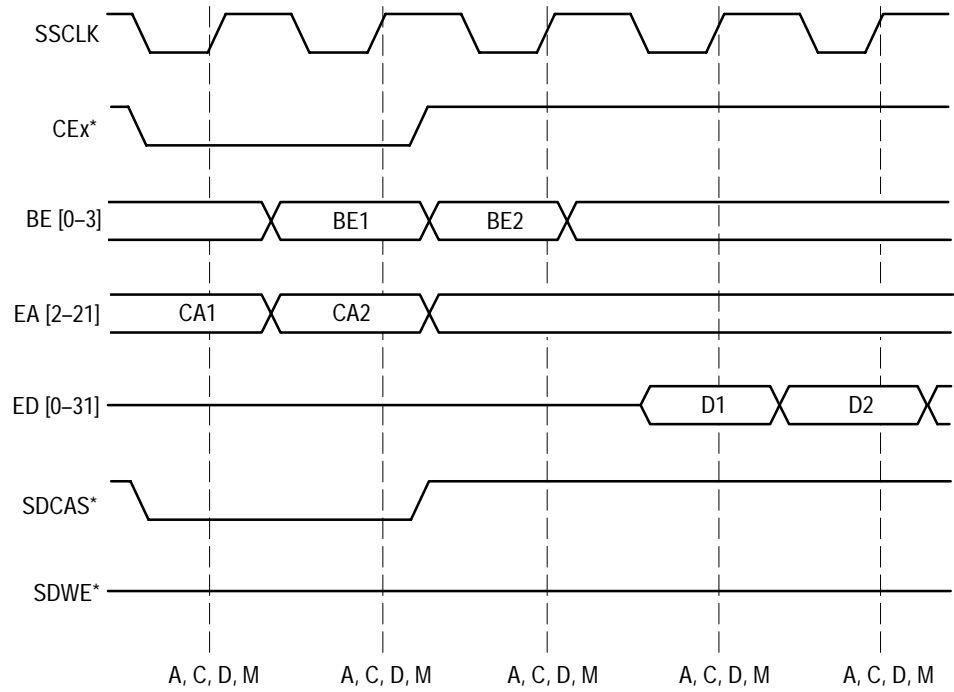 SSCLK
CEx*
BE [0–3]
BE1
BE2
EA [2–21]
CA1
CA2
ED [0–31]
D1
D2
SDCAS*
SDWE*
A, C, D, M
A, C, D, M
A, C, D, M
A, C, D, M
A, C, D, M